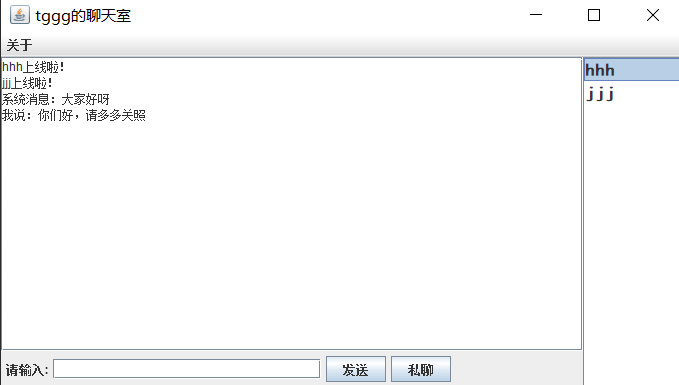 tggg的聊天室
关于
hhh上线啦！
jjj上线啦！
系统消息：大家好呀
我说：你们好，请多多关照
hhh
jjj
请输入:
发送
私聊